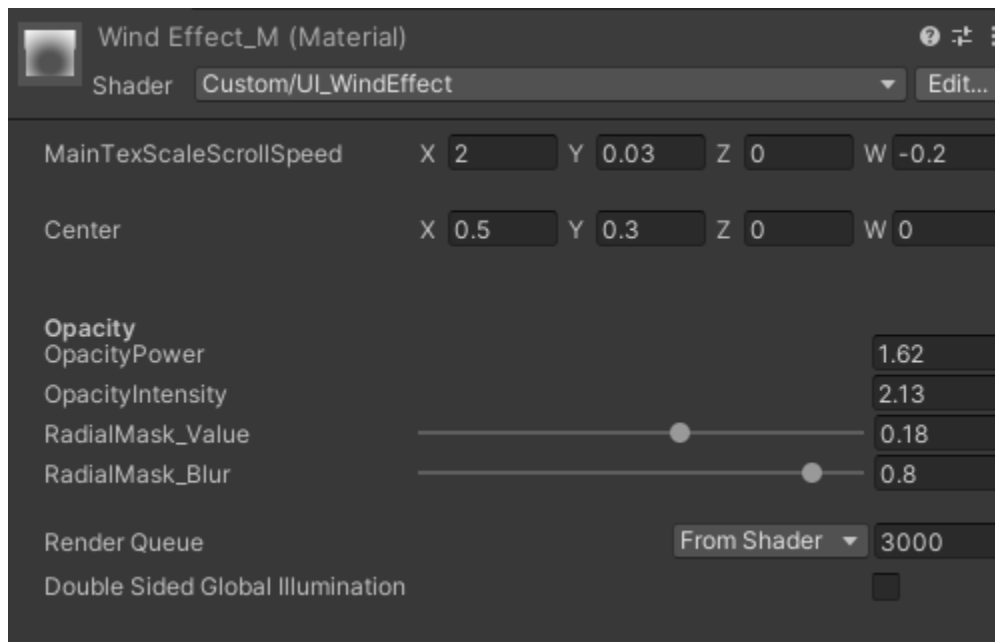 Wind Effect_M (Material)
Shader Custom/UI_WindEffect Edit...
MainTexScaleScrollSpeed X 2 Y 0.03 Z 0 W -0.2
Center X 0.5 Y 0.3 Z 0 W 0
Opacity
OpacityPower 1.62
OpacityIntensity 2.13
RadialMask_Value 0.18
RadialMask_Blur 0.8
Render Queue From Shader 3000
Double Sided Global Illumination